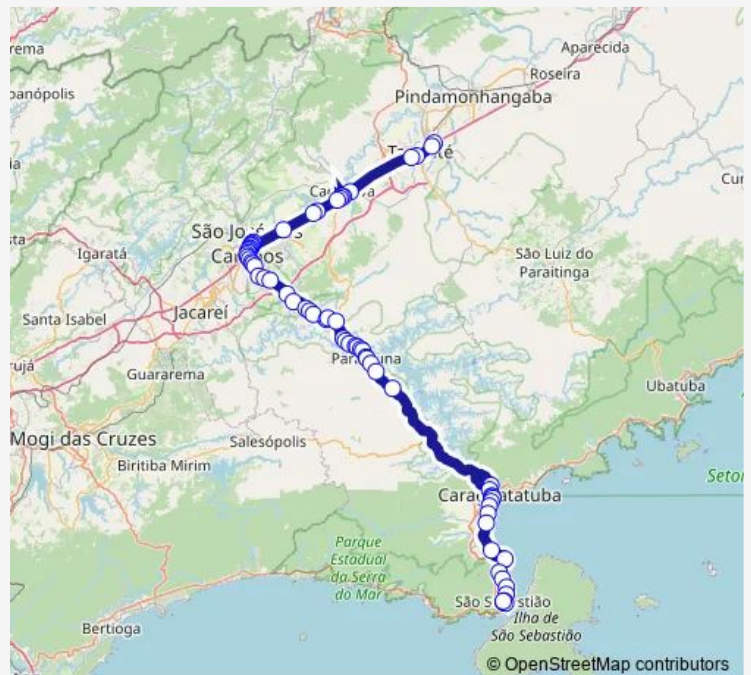 Aparecida
rema
Roseira
Pindamonhangaba
São Luiz do
Paraitinga
Igaratá
Jacareí
Santa Isabel
Guararema
Ubatuba
Mogi das Cruzes
Salesópolis
Biritiba Mirim
Parque
Estadual
da Serra
do Mar
Ilha de
São Sebastião
Bertioga
© OpenStreetMap contributors